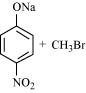 ONa
+ CH₃Br
NO₂